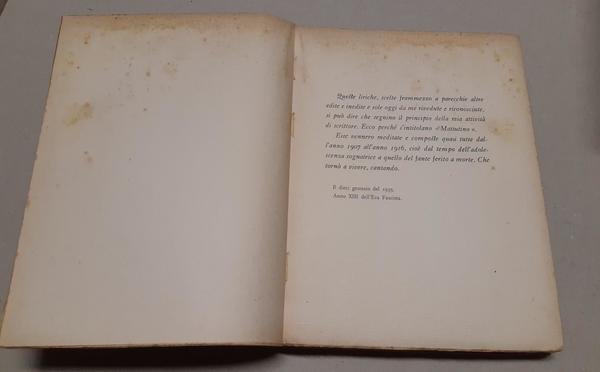 Quelle liriche, scelte frammezzo a parecchie altre
edite e inedite e sole oggi da me rivedute e riconosciute,
si può dire che segnino il principio della mia attività
di scrittore. Ecco perché s'intitolano «Mattutino».
Esse vennero meditate e composte quasi tutte dal-
l'anno 1907 all'anno 1916, cioè dal tempo dell'adole-
scenza sognatrice a quello del fante ferito a morte. Che
tornò a vivere, cantando.
Il dieci gennaio del 1935.
Anno XIII dell'Era Fascista.